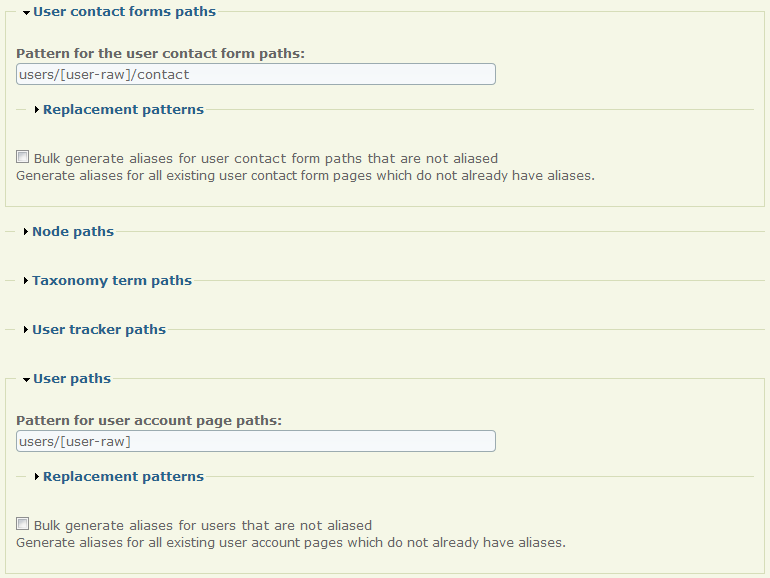 User contact forms paths
Pattern for the user contact form paths:
users/[user-raw]/contact
Replacement patterns
Bulk generate aliases for user contact form paths that are not aliased
Generate aliases for all existing user contact form pages which do not already have aliases.
Node paths
Taxonomy term paths
User tracker paths
User paths
Pattern for user account page paths:
users/[user-raw]
Replacement patterns
Bulk generate aliases for users that are not aliased
Generate aliases for all existing user account pages which do not already have aliases.